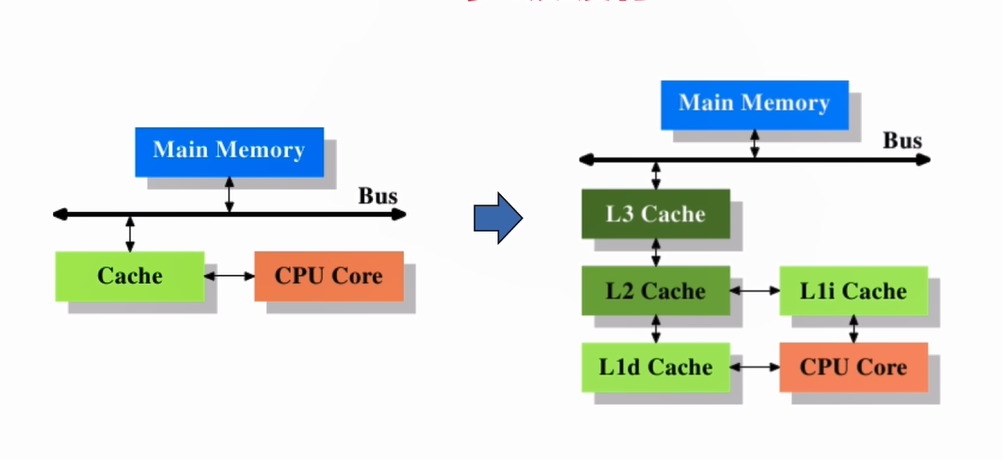 Main Memory
Bus
Cache
CPU Core
Main Memory
Bus
L3 Cache
L2 Cache
L1i Cache
L1d Cache
CPU Core